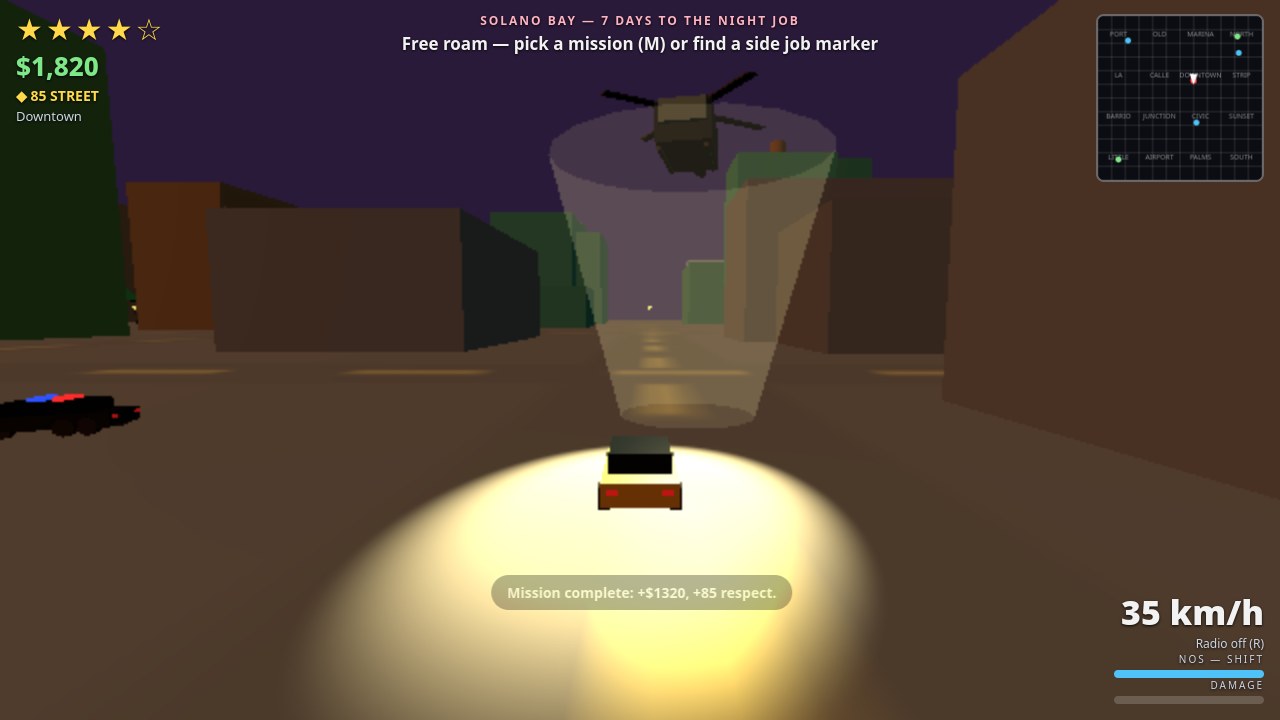 ★★★★☆
$1,820
◆ 85 STREET
Downtown
SOLANO BAY — 7 DAYS TO THE NIGHT JOB
Free roam — pick a mission (M) or find a side job marker
PORT OLD MARINA NORTH
LA CALLE DOWNTOWN STRIP
BARRIO JUNCTION CIVIC SUNSET
LITTLE AIRPORT PALMS SOUTH
Mission complete: +$1320, +85 respect.
35 km/h
Radio off (R)
NOS — SHIFT
DAMAGE